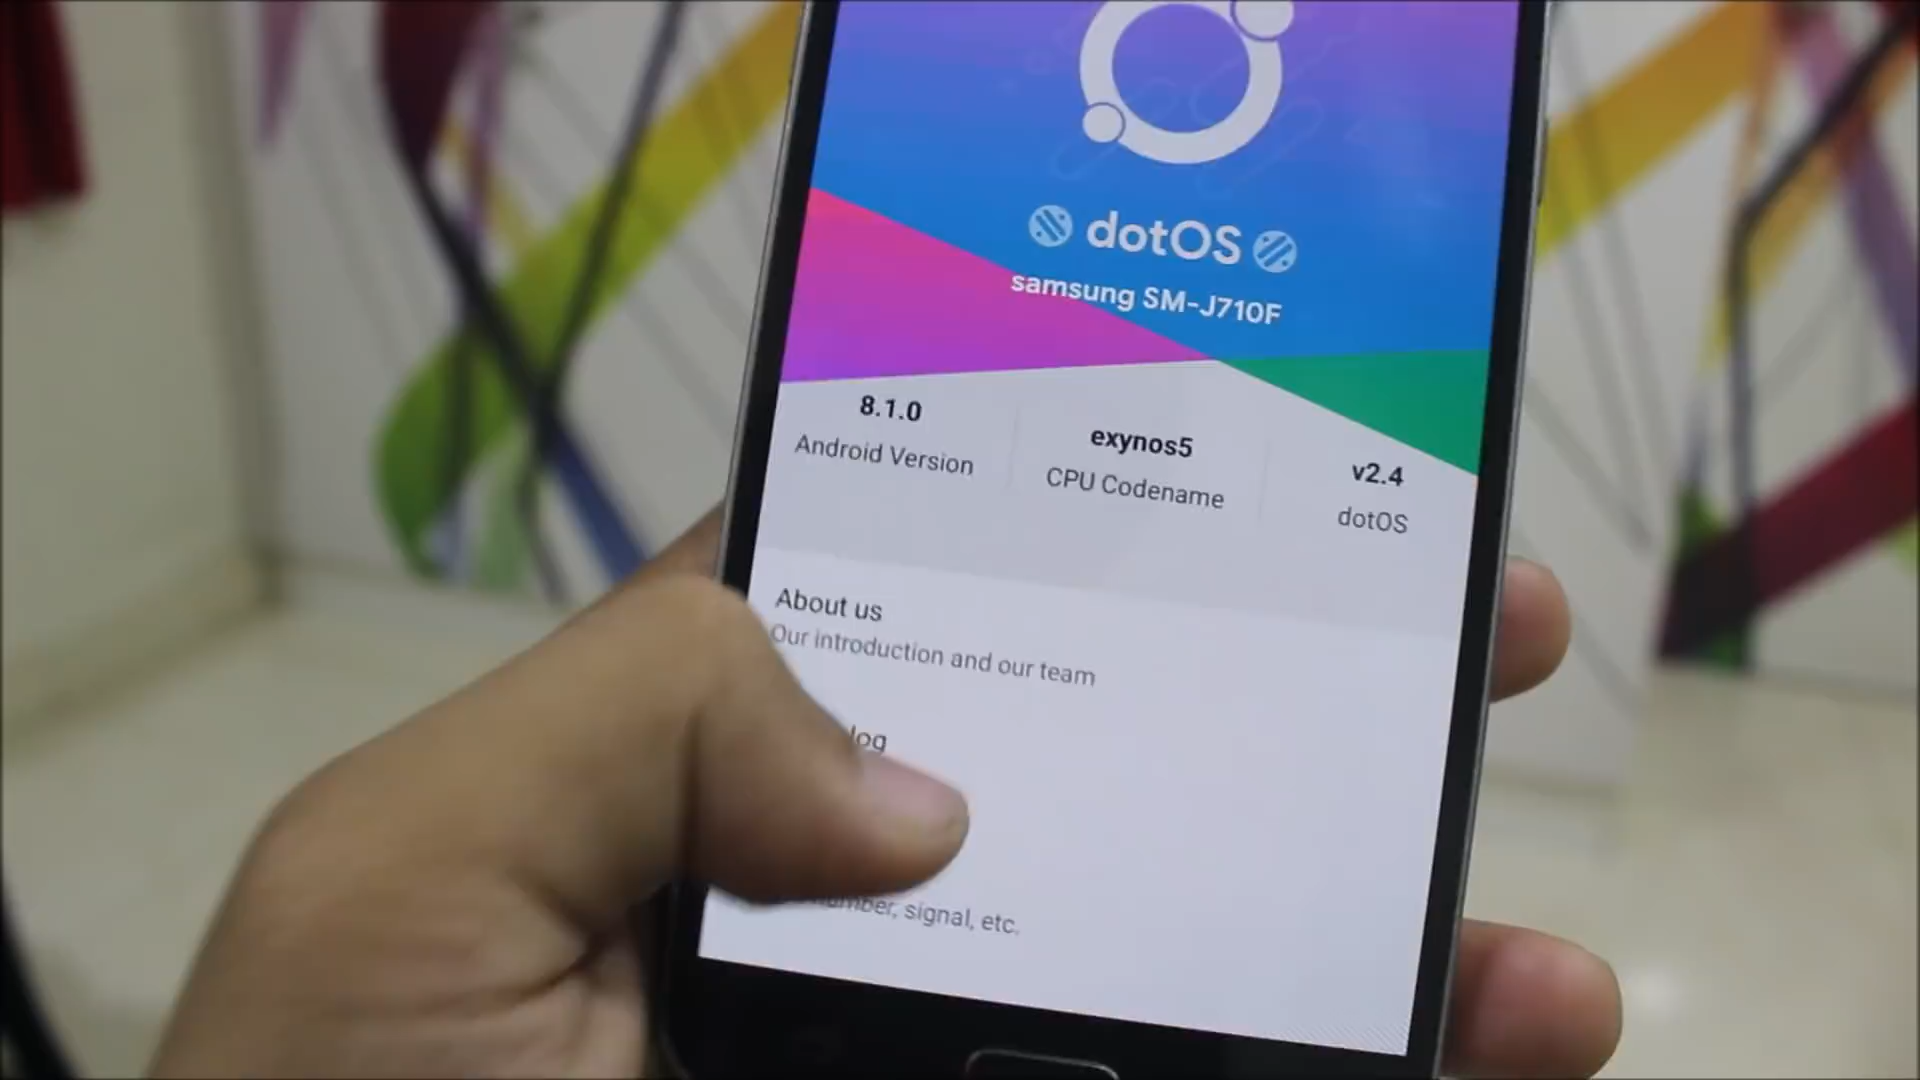 dotOS
samsung SM-J710F
8.1.0
Android Version
exynos5
CPU Codename
v2.4
dotOS
About us
Our introduction and our team
signal, etc.